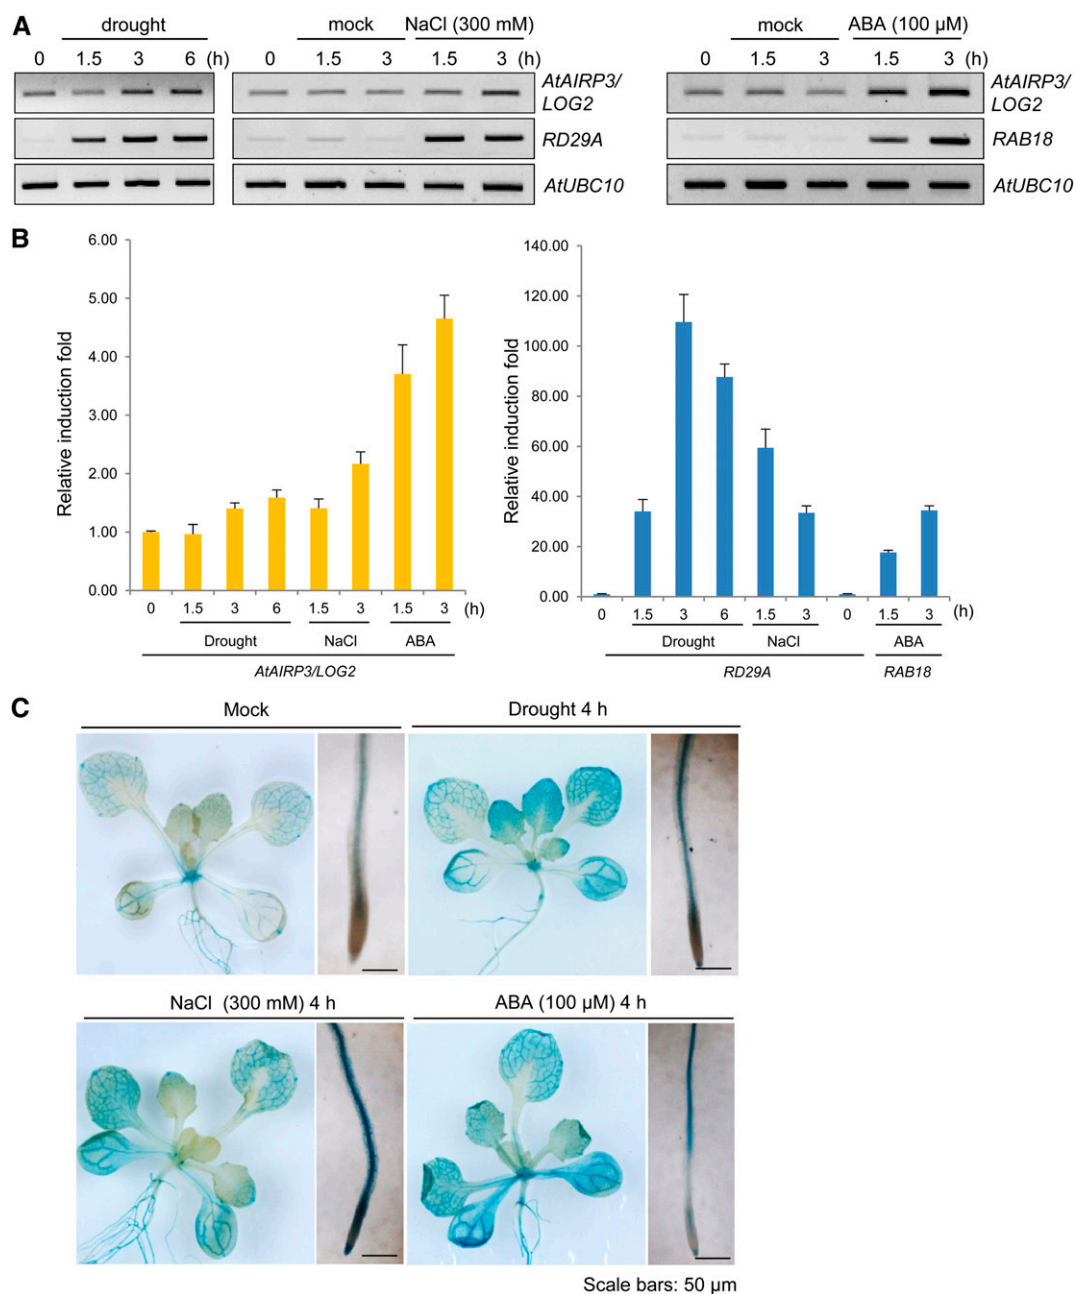 A
drought
mock
NaCl (300 mM)
mock
ABA (100 µM)
0 1.5 3 6 (h)
0 1.5 3 1.5 3 (h)
0 1.5 3 1.5 3 (h)
AtAIRP3/
LOG2
RD29A
AtUBC10
AtAIRP3/
LOG2
RAB18
AtUBC10
B
Relative induction fold
6.00
5.00
4.00
3.00
2.00
1.00
0.00
0 1.5 3 6 1.5 3 1.5 3 (h)
Drought NaCl ABA
AtAIRP3/LOG2
Relative induction fold
140.00
120.00
100.00
80.00
60.00
40.00
20.00
0.00
0 1.5 3 6 1.5 3 0 1.5 3 (h)
Drought NaCl ABA
RD29A RAB18
C
Mock
Drought 4 h
NaCl (300 mM) 4 h
ABA (100 µM) 4 h
Scale bars: 50 µm